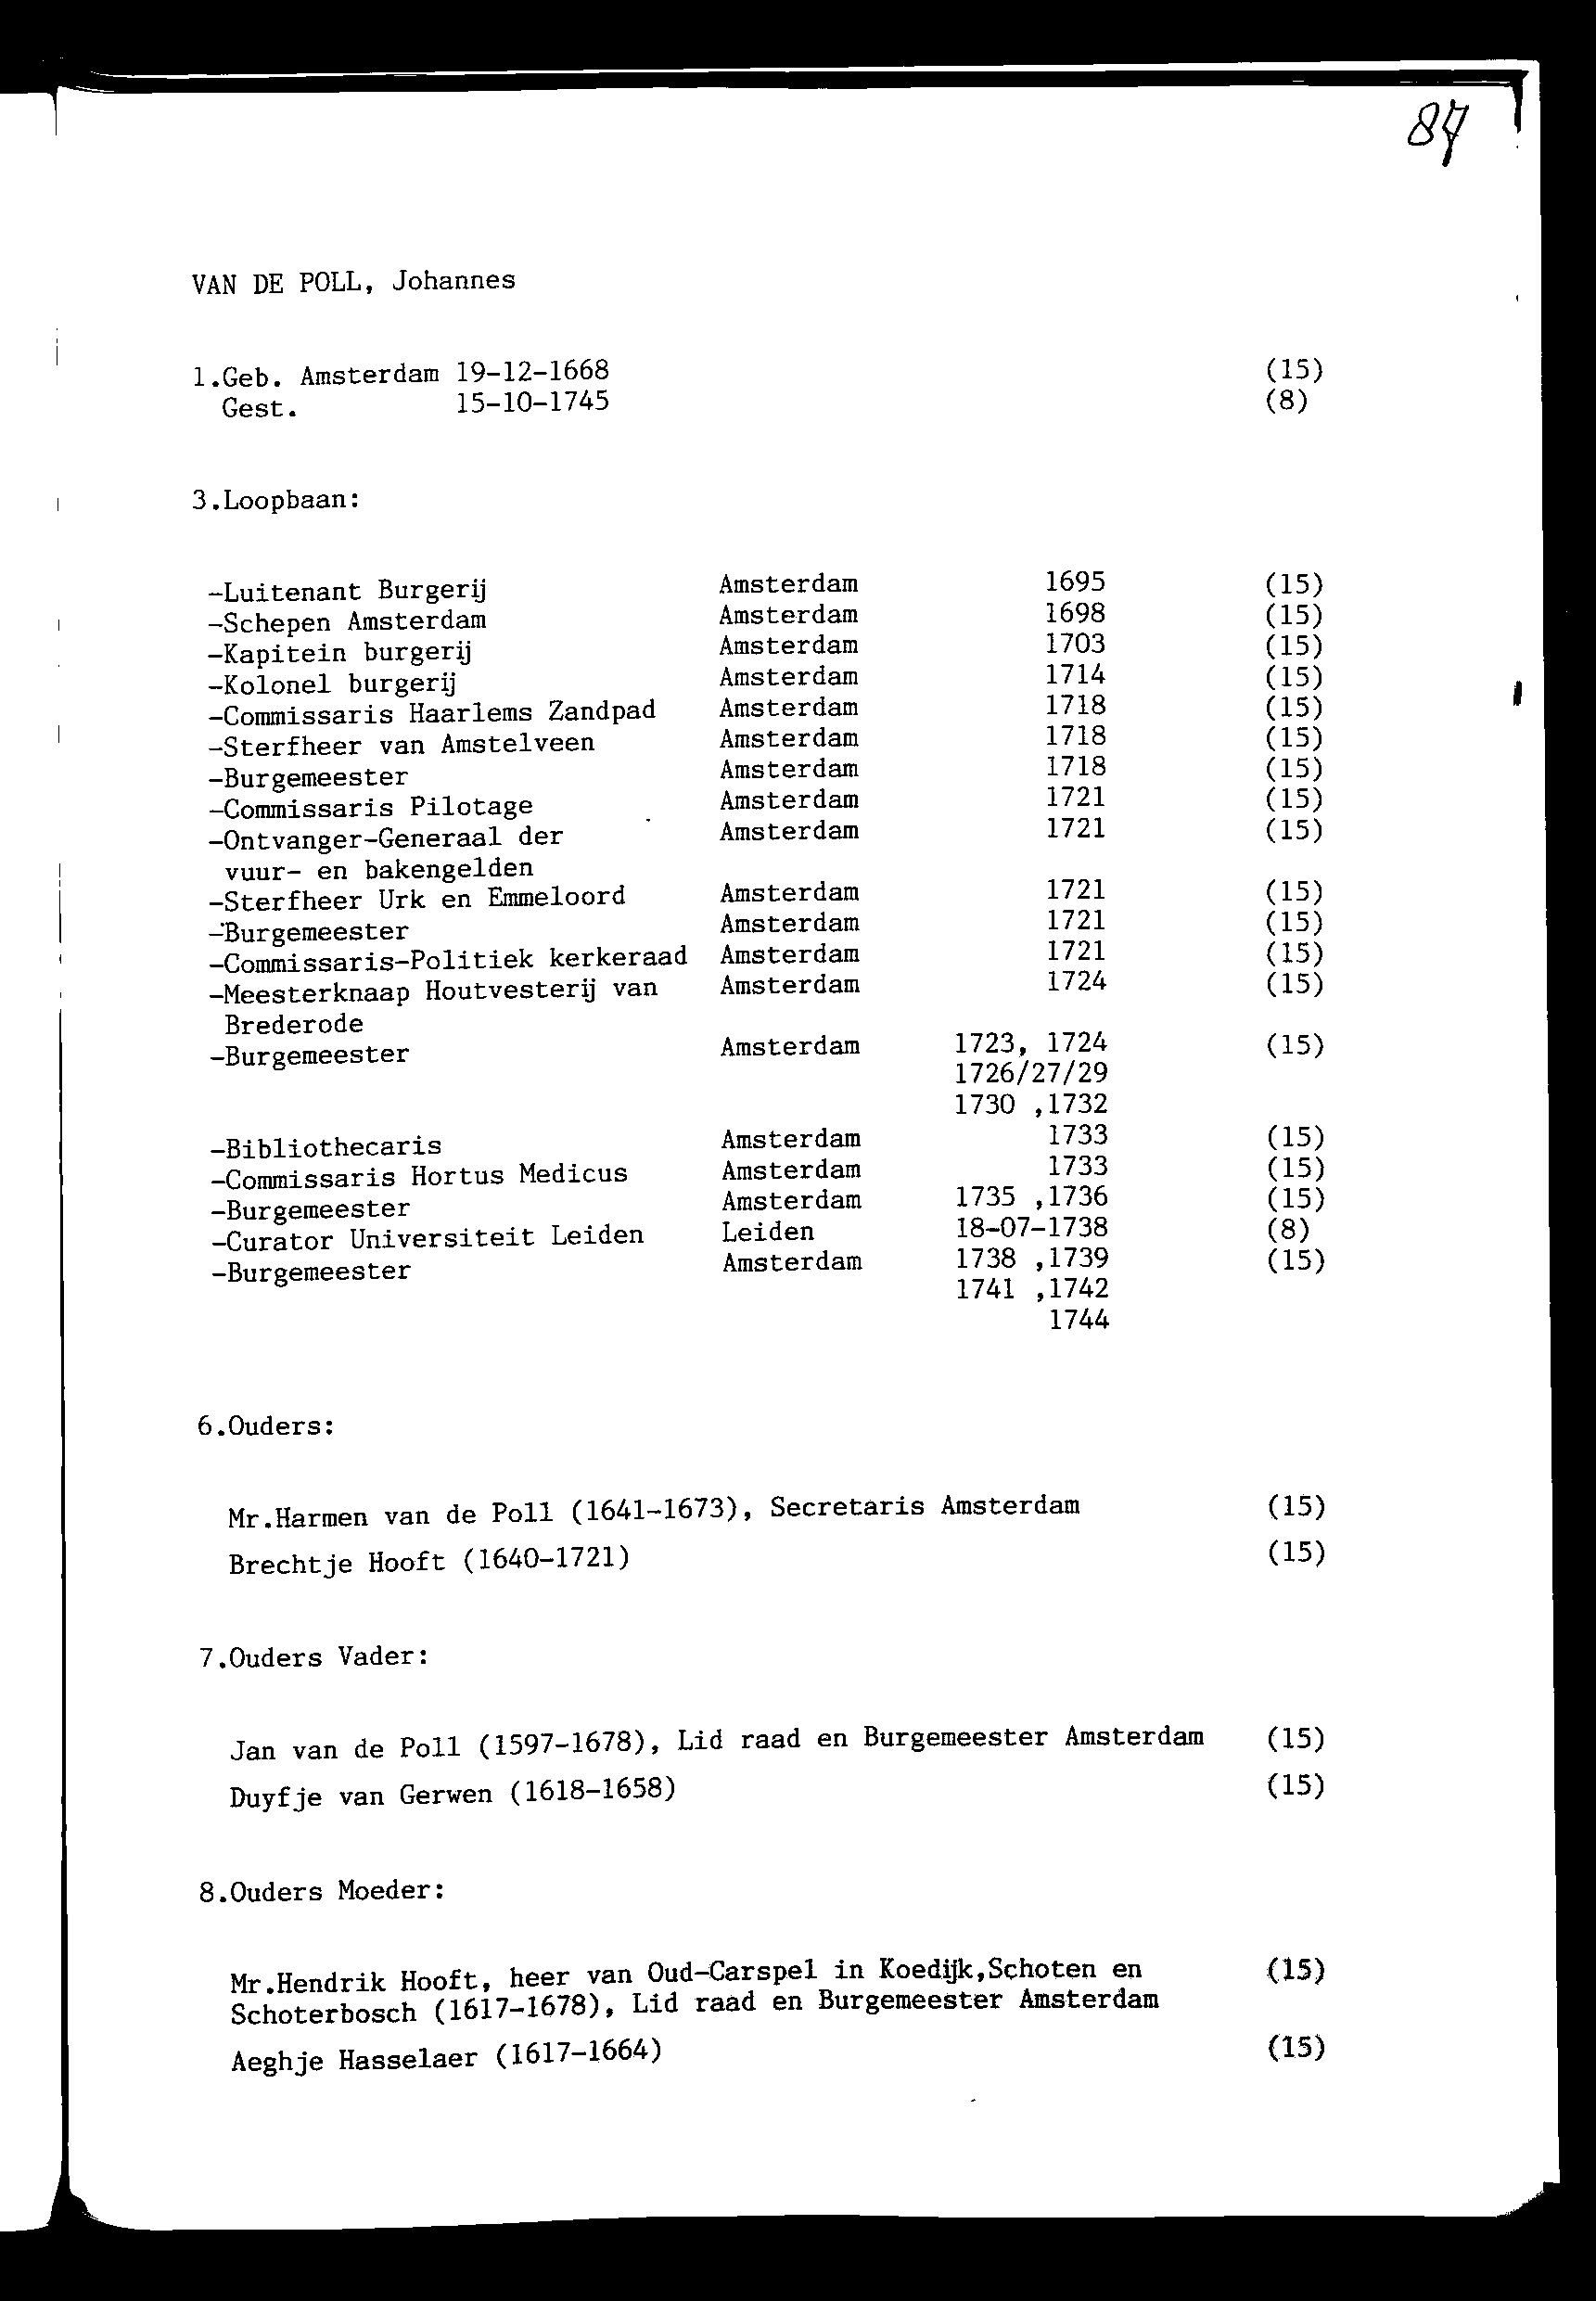 87
VAN DE POLL, Johannes
1.Geb. Amsterdam 19-12-1668 (15)
Gest. 15-10-1745 (8)
3.Loopbaan:
-Luitenant Burgerij Amsterdam 1695 (15)
-Schepen Amsterdam Amsterdam 1698 (15)
-Kapitein burgerij Amsterdam 1703 (15)
-Kolonel burgerij Amsterdam 1714 (15)
-Commissaris Haarlems Zandpad Amsterdam 1718 (15)
-Sterfheer van Amstelveen Amsterdam 1718 (15)
-Burgemeester Amsterdam 1718 (15)
-Commissaris Pilotage Amsterdam 1721 (15)
-Ontvanger-Generaal der Amsterdam 1721 (15)
vuur- en bakengelden
-Sterfheer Urk en Emmeloord Amsterdam 1721 (15)
-Burgemeester Amsterdam 1721 (15)
-Commissaris-Politiek kerkeraad Amsterdam 1721 (15)
-Meesterknaap Houtvesterij van Amsterdam 1724 (15)
Brederode
-Burgemeester Amsterdam 1723, 1724 (15)
1726/27/29
1730 ,1732
-Bibliothecaris Amsterdam 1733 (15)
-Commissaris Hortus Medicus Amsterdam 1733 (15)
-Burgemeester Amsterdam 1735 ,1736 (15)
-Curator Universiteit Leiden Leiden 18-07-1738 (8)
-Burgemeester Amsterdam 1738 ,1739 (15)
1741 ,1742
1744
6.Ouders:
Mr.Harmen van de Poll (1641-1673), Secretaris Amsterdam (15)
Brechtje Hooft (1640-1721) (15)
7.Ouders Vader:
Jan van de Poll (1597-1678), Lid raad en Burgemeester Amsterdam (15)
Duyfje van Gerwen (1618-1658) (15)
8.Ouders Moeder:
Mr.Hendrik Hooft, heer van Oud-Carspel in Koedijk,Schoten en (15)
Schoterbosch (1617-1678), Lid raad en Burgemeester Amsterdam
Aeghje Hasselaer (1617-1664) (15)